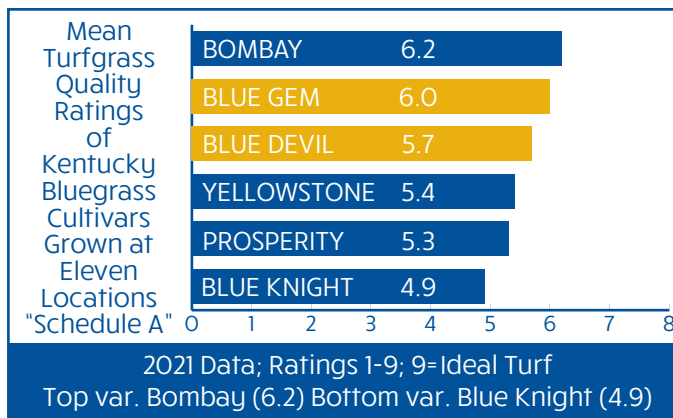 Mean
Turfgrass
Quality
Ratings
of
Kentucky
Bluegrass
Cultivars
Grown at
Eleven
Locations
"Schedule A"
BOMBAY 6.2
BLUE GEM 6.0
BLUE DEVIL 5.7
YELLOWSTONE 5.4
PROSPERITY 5.3
BLUE KNIGHT 4.9
0 1 2 3 4 5 6 7 8
2021 Data; Ratings 1-9; 9=Ideal Turf
Top var. Bombay (6.2) Bottom var. Blue Knight (4.9)